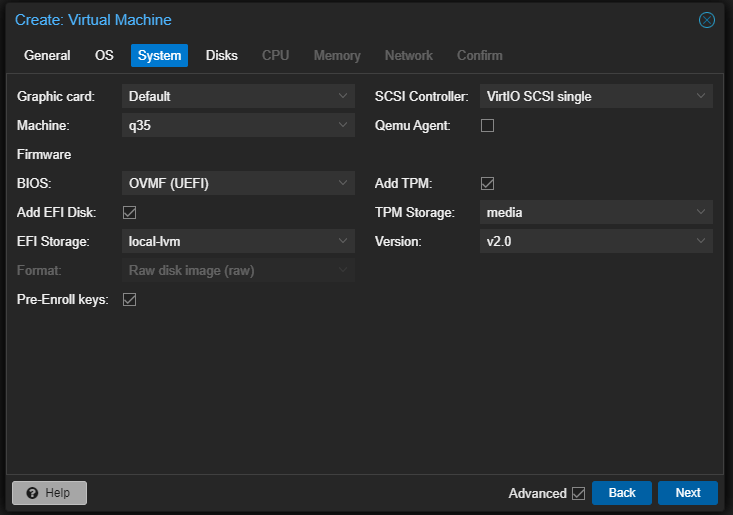 Create: Virtual Machine
General OS System Disks CPU Memory Network Confirm
Graphic card: Default SCSI Controller: VirtIO SCSI single
Machine: q35 Qemu Agent:
Firmware
BIOS: OVMF (UEFI) Add TPM:
Add EFI Disk: TPM Storage: media
EFI Storage: local-lvm Version: v2.0
Format: Raw disk image (raw)
Pre-Enroll keys:
? Help Advanced Back Next